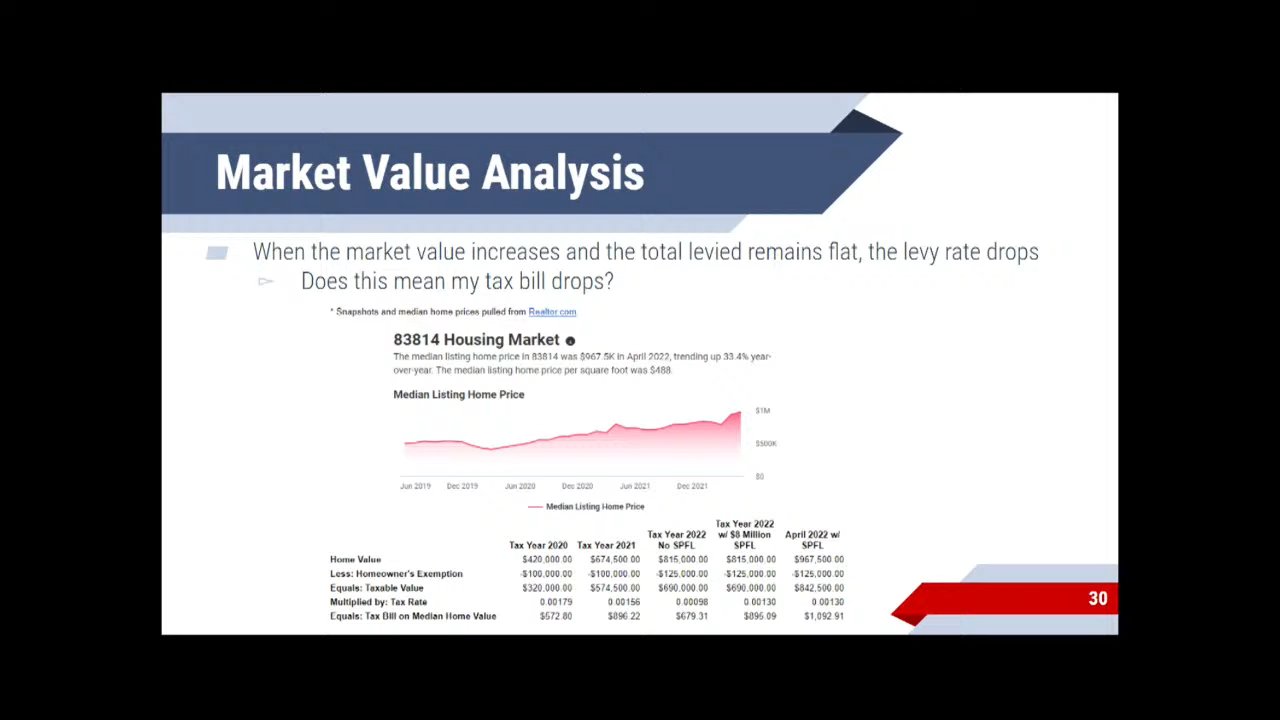 Market Value Analysis
When the market value increases and the total levied remains flat, the levy rate drops
Does this mean my tax bill drops?
* Snapshots and median home prices pulled from Realtor.com
83814 Housing Market
The median listing home price in 83814 was $967.5K in April 2022, trending up 33.4% year-
over-year. The median listing home price per square foot was $488.
Median Listing Home Price
$1M
$500K
$0
Jun 2019 Dec 2019 Jun 2020 Dec 2020 Jun 2021 Dec 2021
Median Listing Home Price
Tax Year 2020 Tax Year 2021 Tax Year 2022 No SPFL Tax Year 2022 w/ $8 Million SPFL April 2022 w/ SPFL
Home Value $420,000.00 $674,500.00 $815,000.00 $815,000.00 $967,500.00
Less: Homeowner's Exemption -$100,000.00 -$100,000.00 -$125,000.00 -$125,000.00 -$125,000.00
Equals: Taxable Value $320,000.00 $574,500.00 $690,000.00 $690,000.00 $842,500.00
Multiplied by: Tax Rate 0.00179 0.00156 0.00098 0.00130 0.00130
Equals: Tax Bill on Median Home Value $572.80 $896.22 $679.31 $895.09 $1,092.91
30